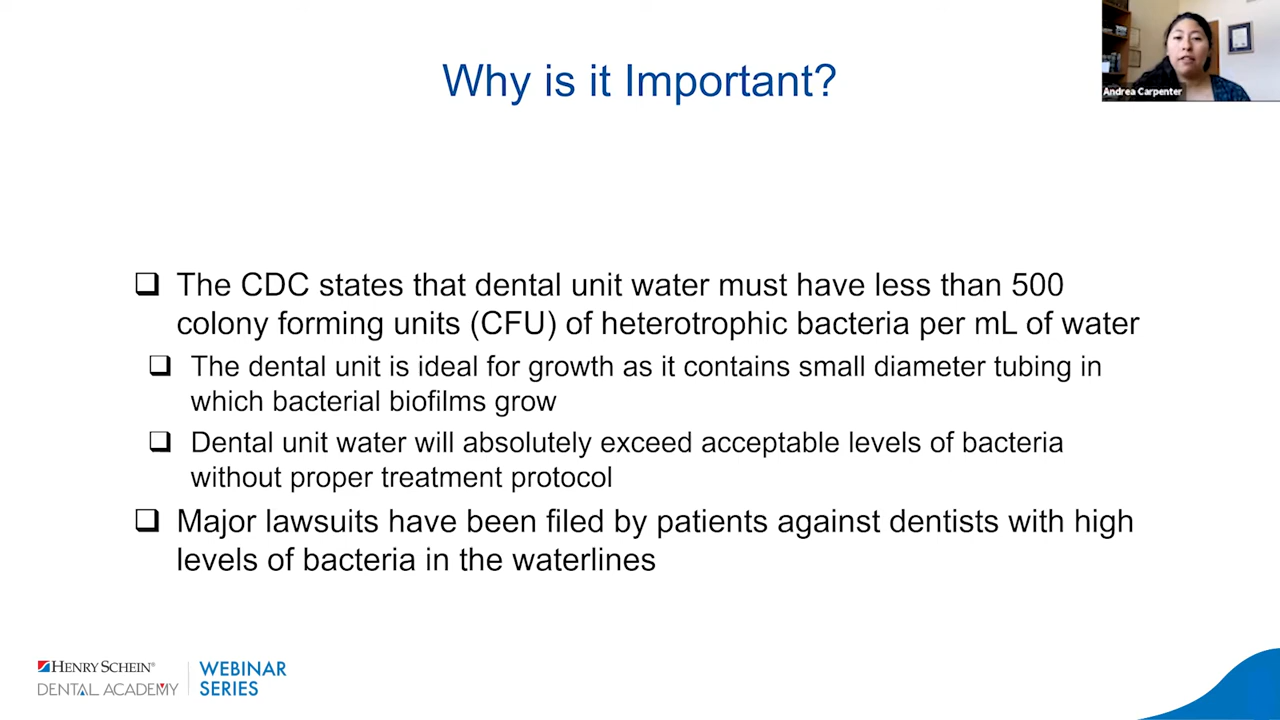 Why is it Important?
Andrea Carpenter
❑ The CDC states that dental unit water must have less than 500
colony forming units (CFU) of heterotrophic bacteria per mL of water
❑ The dental unit is ideal for growth as it contains small diameter tubing in
which bacterial biofilms grow
❑ Dental unit water will absolutely exceed acceptable levels of bacteria
without proper treatment protocol
❑ Major lawsuits have been filed by patients against dentists with high
levels of bacteria in the waterlines
HENRY SCHEIN®
DENTAL ACADEMY
WEBINAR
SERIES